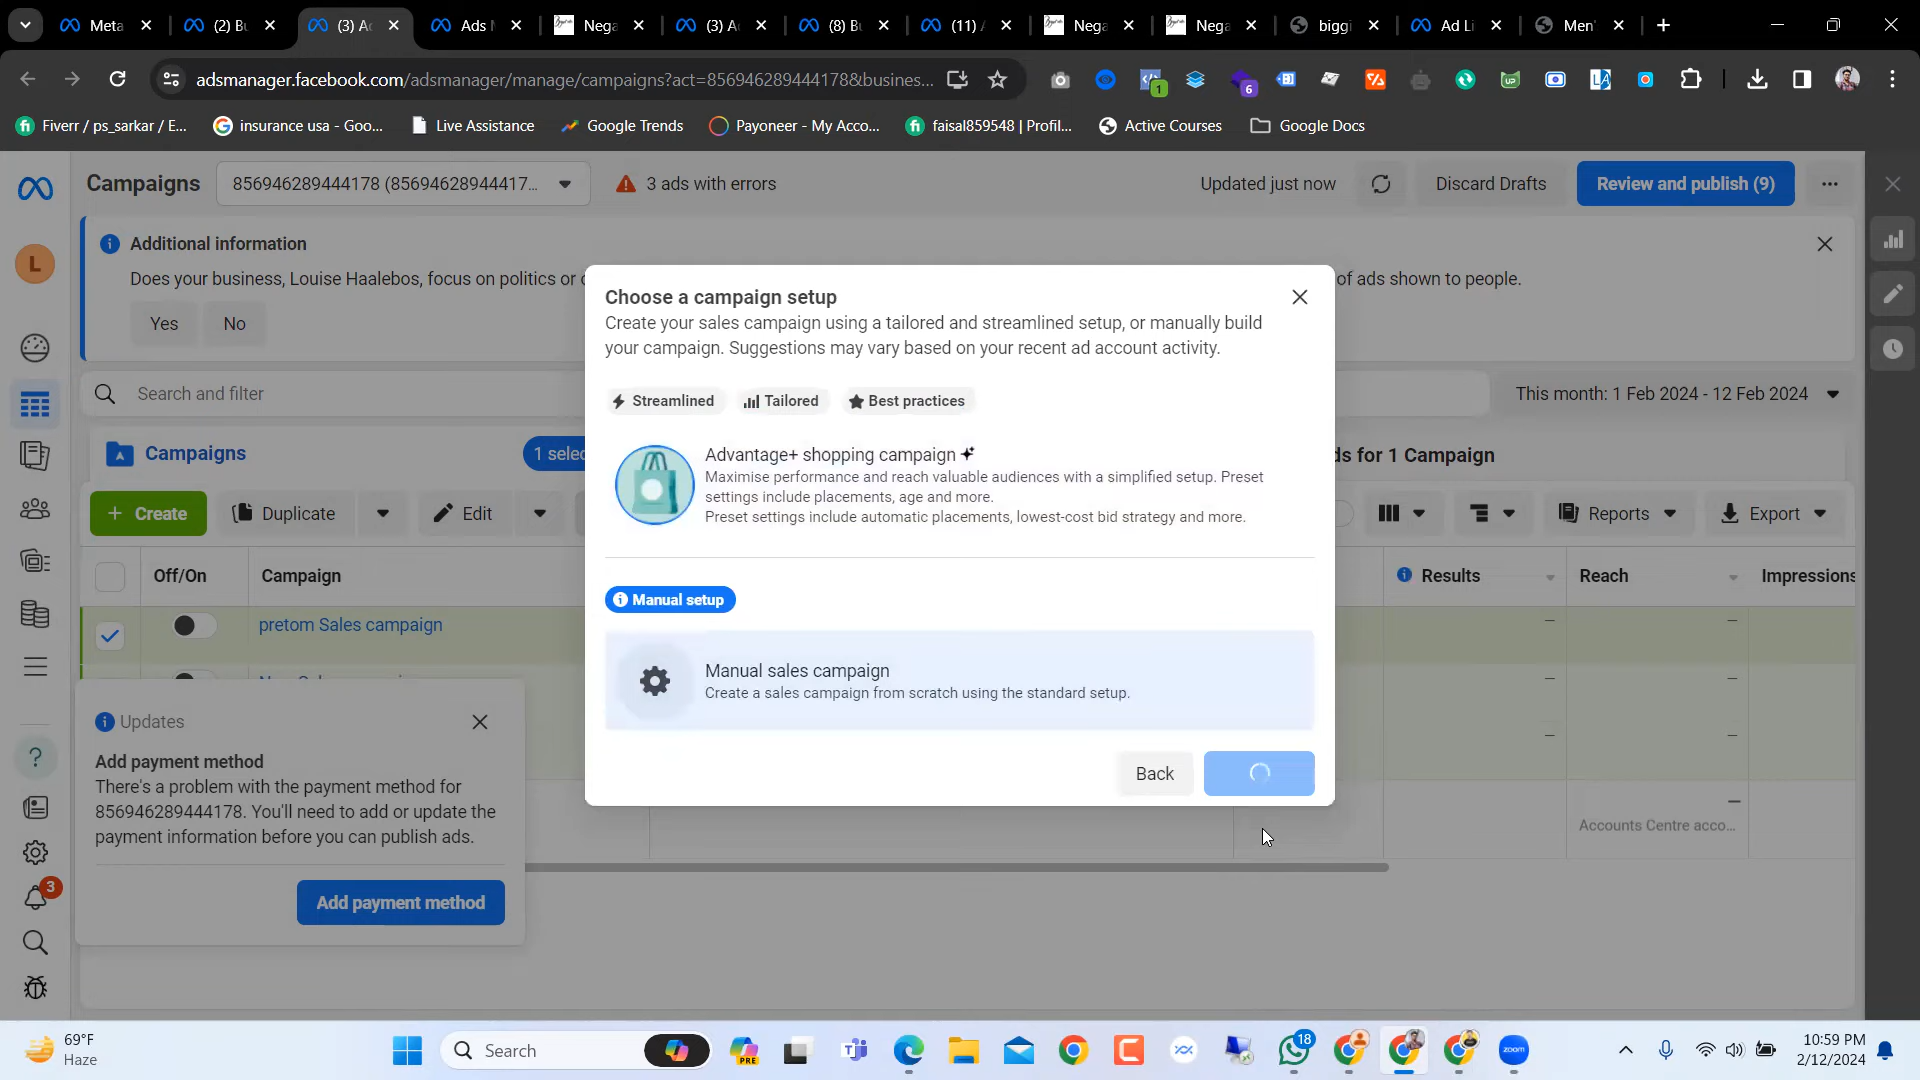 Meta
(2) B
(3) A
Ads
Nega
(3) A
(8) B
(11)
Nega
Nega
biggi
Ad Li
Men'
adsmanager.facebook.com/adsmanager/manage/campaigns?act=856946289444178&busines...
1
6
UP
Fiverr / ps_sarkar / E...
insurance usa - Goo...
Live Assistance
Google Trends
Payoneer - My Acco...
faisal859548 | Profil...
Active Courses
Google Docs
Campaigns
856946289444178 (85694628944417...
3 ads with errors
Updated just now
Discard Drafts
Review and publish (9)
L
Additional information
Does your business, Louise Haalebos, focus on politics or
of ads shown to people.
Yes
No
Choose a campaign setup
Create your sales campaign using a tailored and streamlined setup, or manually build
your campaign. Suggestions may vary based on your recent ad account activity.
Search and filter
This month: 1 Feb 2024 - 12 Feb 2024
Streamlined
Tailored
Best practices
Campaigns
1 selec
ds for 1 Campaign
Advantage+ shopping campaign
Maximise performance and reach valuable audiences with a simplified setup. Preset
settings include placements, age and more.
Preset settings include automatic placements, lowest-cost bid strategy and more.
Create
Duplicate
Edit
Reports
Export
Off/On
Campaign
Results
Reach
Impressions
Manual setup
pretom Sales campaign
Manual sales campaign
Create a sales campaign from scratch using the standard setup.
Back
Updates
Add payment method
There's a problem with the payment method for
856946289444178. You'll need to add or update the
payment information before you can publish ads.
Add payment method
Accounts Centre acco...
3
69°F
Haze
Search
PRE
18
zoom
10:59 PM
2/12/2024